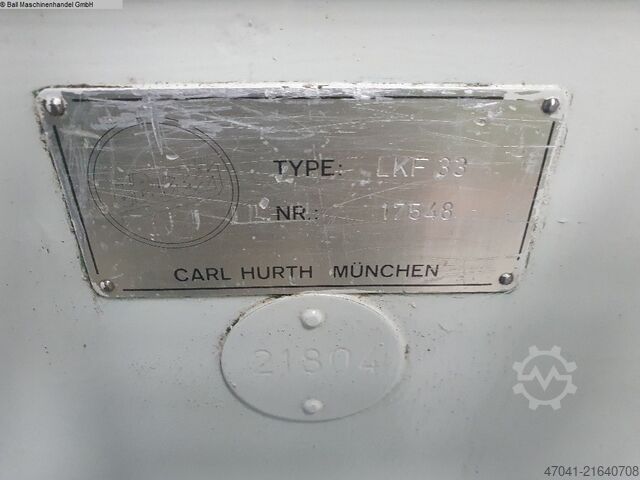 © Ball Maschinenhandel GmbH
TYPE: LKF 33
NR.: 17548
CARL HURTH MÜNCHEN
21804
47041-21640708